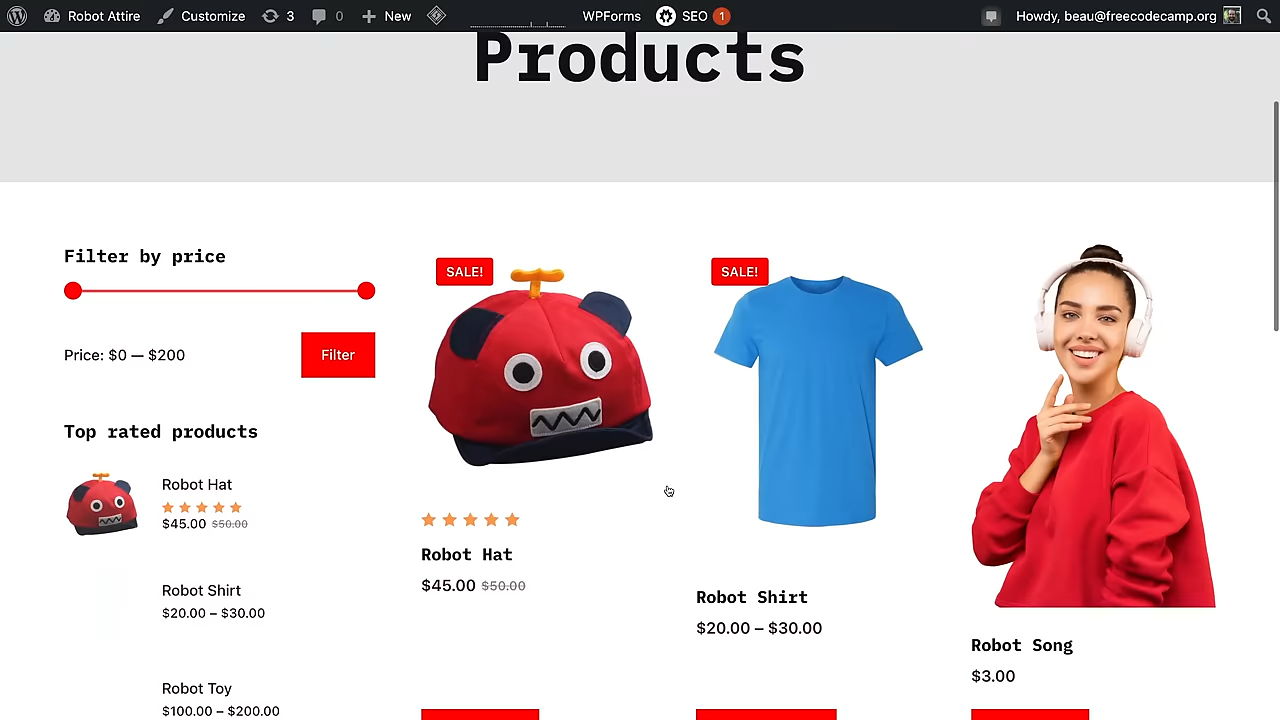 Robot Attire Customize 3 0 New WPForms SEO 1 Howdy, beau@freecodecamp.org
Products
Filter by price
Price: $0 — $200
Filter
Top rated products
Robot Hat
$45.00 $50.00
Robot Shirt
$20.00 – $30.00
Robot Toy
$100.00 – $200.00
SALE!
Robot Hat
$45.00 $50.00
SALE!
Robot Shirt
$20.00 – $30.00
Robot Song
$3.00